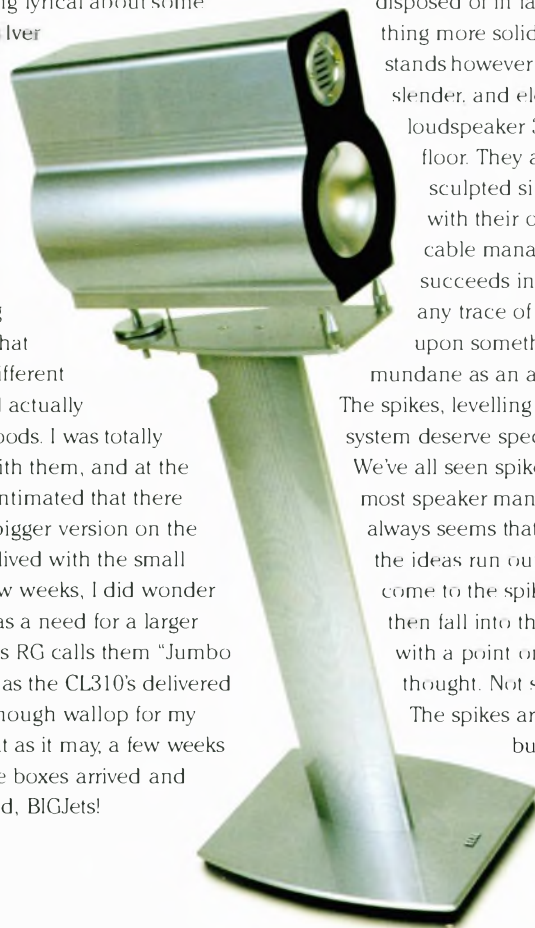 ng lyrical about some
lver
g
hat
ifferent
l actually
oods. I was totally
ith them, and at the
ntimated that there
bigger version on the
lived with the small
w weeks, I did wonder
as a need for a larger
s RG calls them "Jumbo
as the CL310's delivered
nough wallop for my
t as it may, a few weeks
e boxes arrived and
d, BIGJets!
disposed of in la
thing more solid
stands however
slender, and ele
loudspeaker 3
floor. They a
sculpted si
with their o
cable mana
succeeds in
any trace of
upon someth
mundane as an a
The spikes, levelling
system deserve spec
We've all seen spike
most speaker man
always seems that
the ideas run ou
come to the spik
then fall into th
with a point or
thought. Not s
The spikes ar
bu